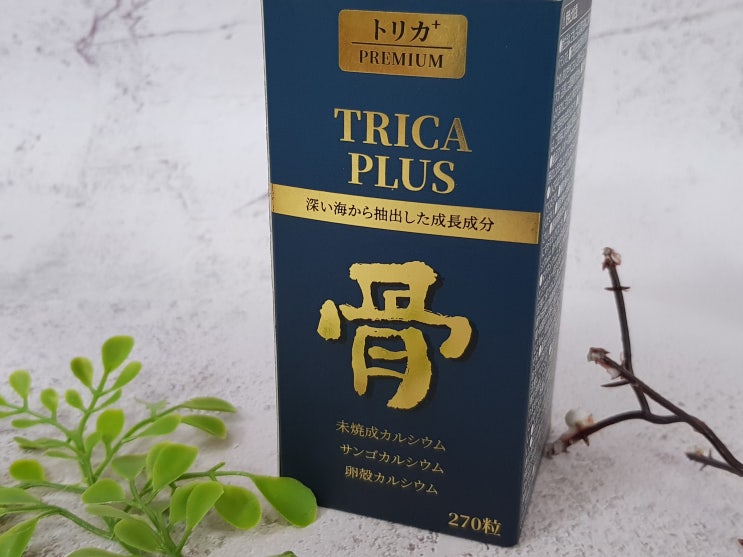 トリカ+
PREMIUM
TRICA
PLUS
深い海から抽出した成長成分
骨
未焼成カルシウム
サンゴカルシウム
卵殻カルシウム
270粒